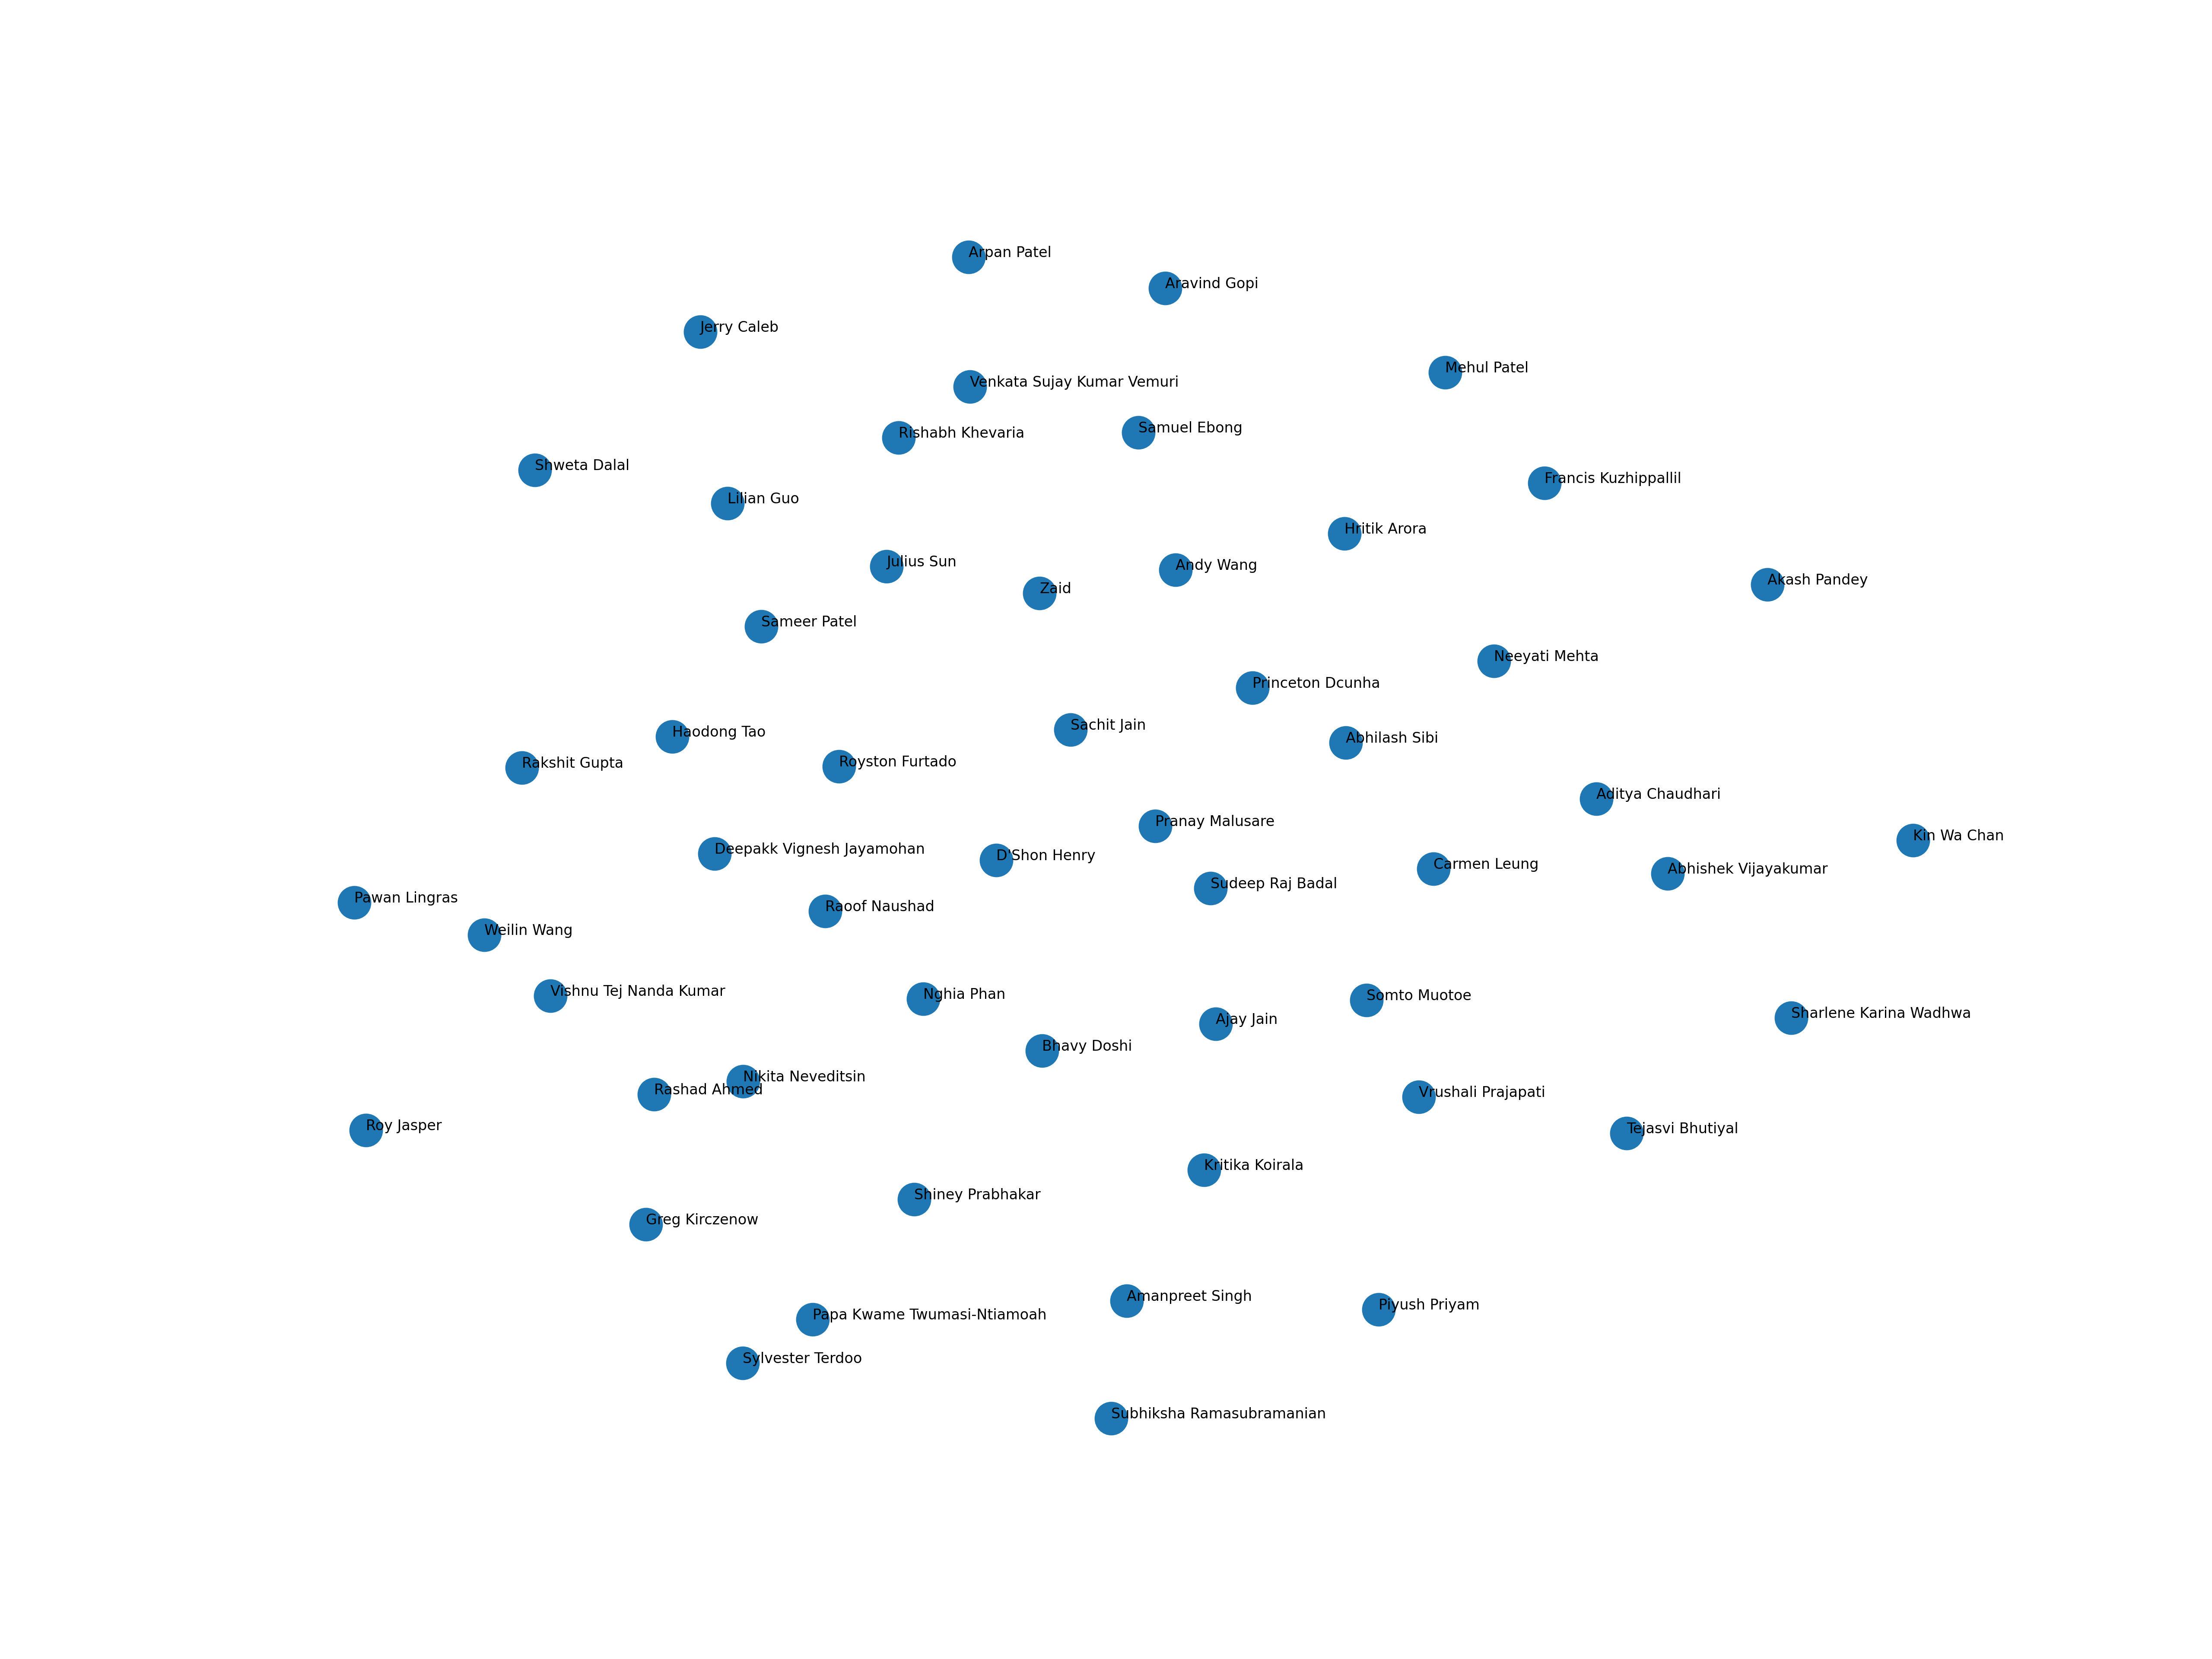 Arpan Patel
Aravind Gopi
Jerry Caleb
Mehul Patel
Venkata Sujay Kumar Vemuri
Samuel Ebong
Rishabh Khevaria
Shweta Dalal
Francis Kuzhippallil
Lilian Guo
Hritik Arora
Julius Sun
Andy Wang
Akash Pandey
Zaid
Sameer Patel
Neeyati Mehta
Princeton Dcunha
Sachit Jain
Haodong Tao
Abhilash Sibi
Royston Furtado
Rakshit Gupta
Aditya Chaudhari
Pranay Malusare
Kin Wa Chan
Deepakk Vignesh Jayamohan
D'Shon Henry
Carmen Leung
Abhishek Vijayakumar
Sudeep Raj Badal
Pawan Lingras
Raoof Naushad
Weilin Wang
Vishnu Tej Nanda Kumar
Nghia Phan
Somto Muotoe
Sharlene Karina Wadhwa
Ajay Jain
Bhavy Doshi
Nikita Neveditsin
Rashad Ahmed
Vrushali Prajapati
Roy Jasper
Tejasvi Bhutiyal
Kritika Koirala
Shiney Prabhakar
Greg Kirczenow
Amanpreet Singh
Piyush Priyam
Papa Kwame Twumasi-Ntiamoah
Sylvester Terdoo
Subhiksha Ramasubramanian